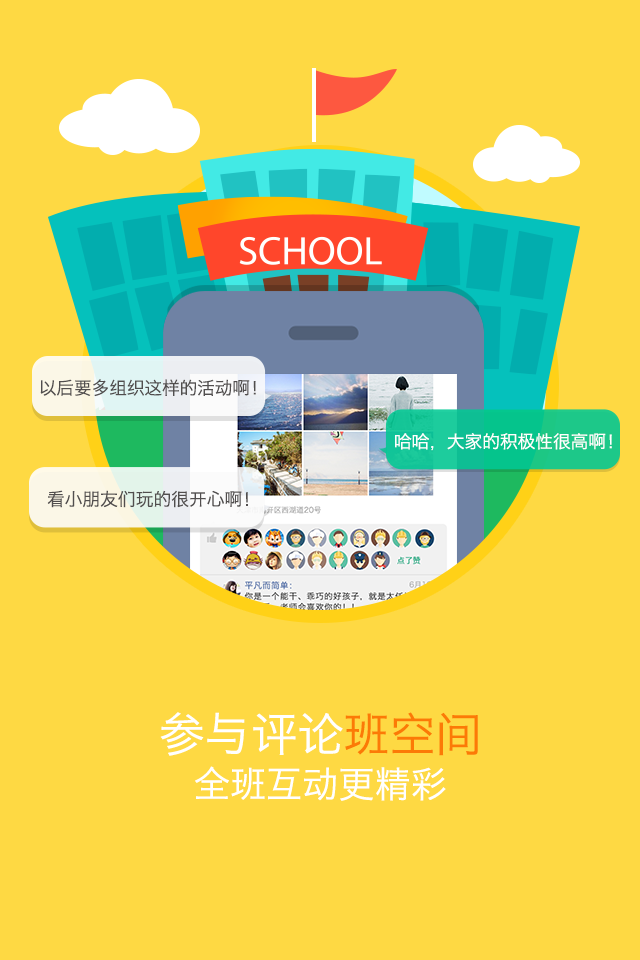 SCHOOL
以后要多组织这样的活动啊！
哈哈，大家的积极性很高啊！
看小朋友们玩的很开心啊！
开区西湖道20号
点了赞
平凡而简单：
6月1
你是一个能干、乖巧的好孩子，就是太任
老师会喜欢你的！！
参与评论班空间
全班互动更精彩